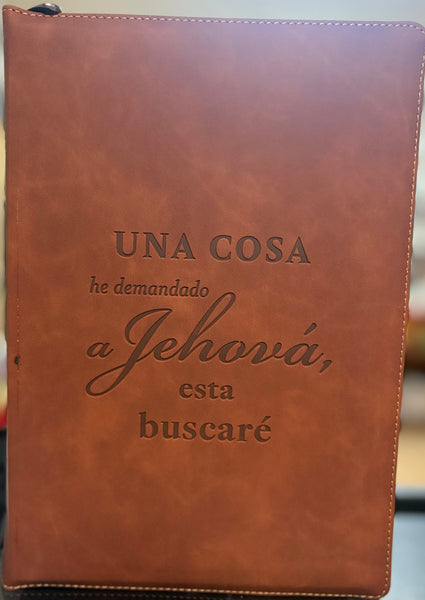 UNA COSA
he demandado
a Jehová,
esta
buscaré